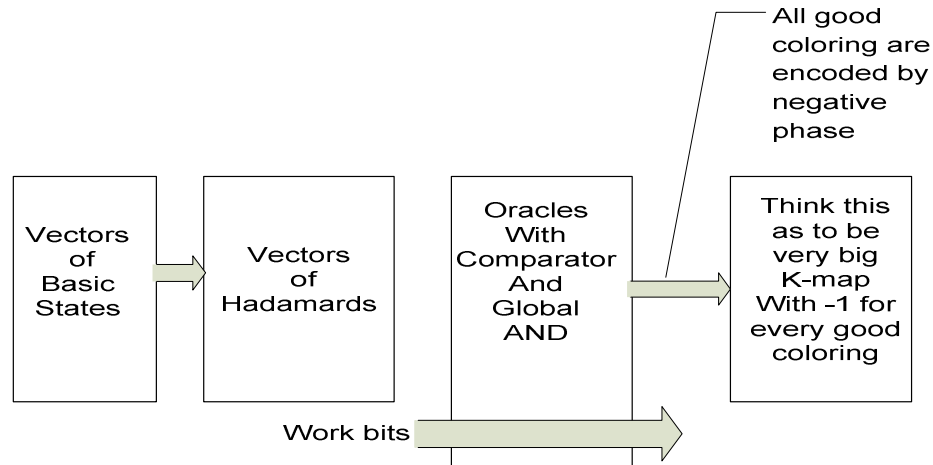 All good
coloring are
encoded by
negative
phase
Vectors
of
Basic
States
Vectors
of
Hadamards
Oracles
With
Comparator
And
Global
AND
Think this
as to be
very big
K-map
With -1 for
every good
coloring
Work bits